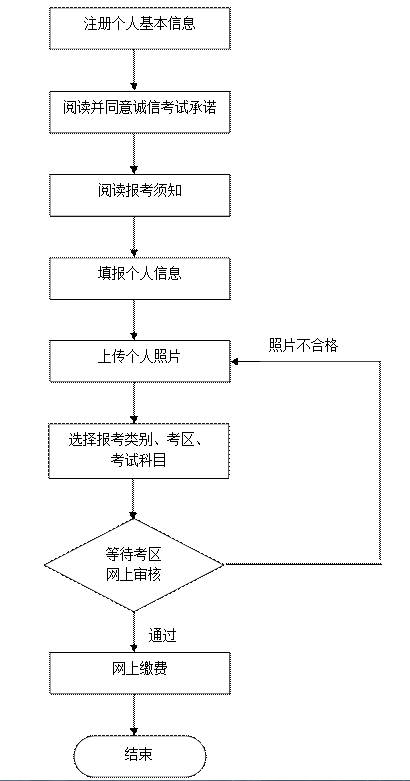 注册个人基本信息
阅读并同意诚信考试承诺
阅读报考须知
填报个人信息
照片不合格
上传个人照片
选择报考类别、考区、
考试科目
等待考区
网上审核
通过
网上缴费
结束